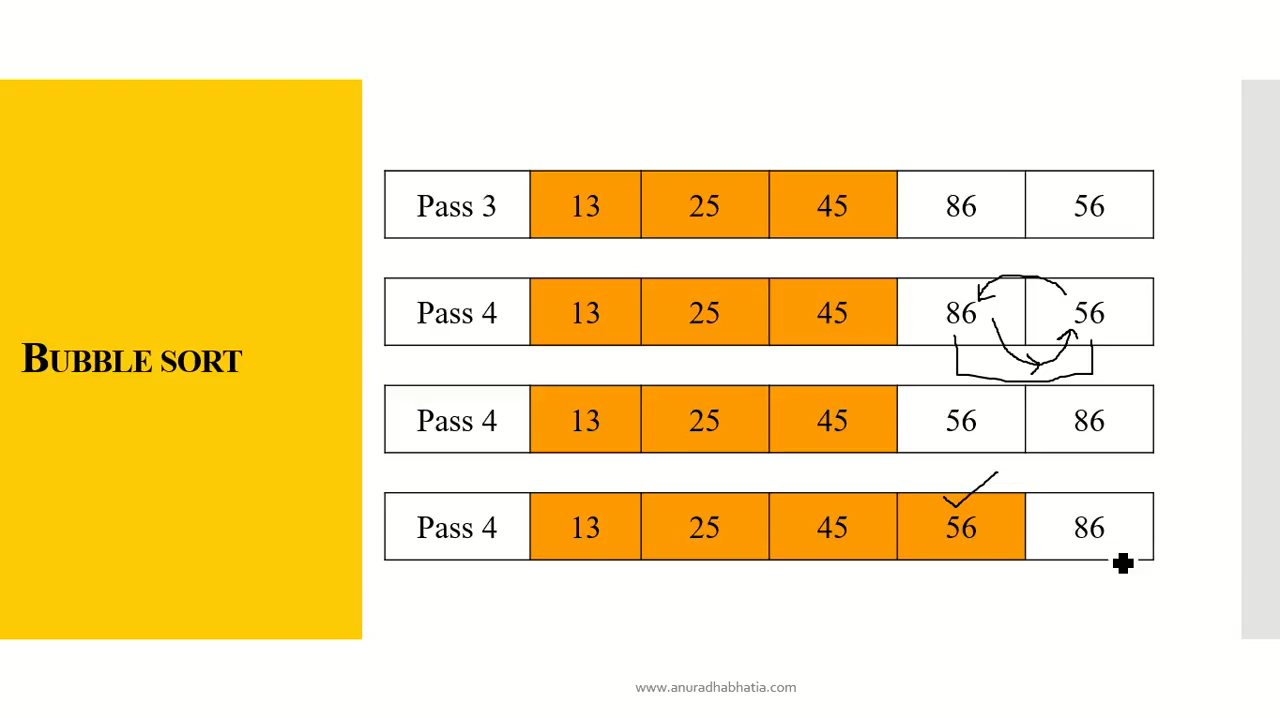 BUBBLE SORT
Pass 3 13 25 45 86 56
Pass 4 13 25 45 86 56
Pass 4 13 25 45 56 86
Pass 4 13 25 45 56 86
www.anuradhabhatia.com